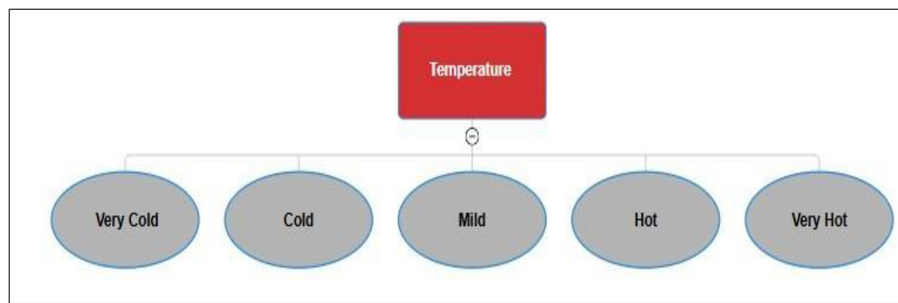 Temperature
Very Cold
Cold
Mild
Hot
Very Hot